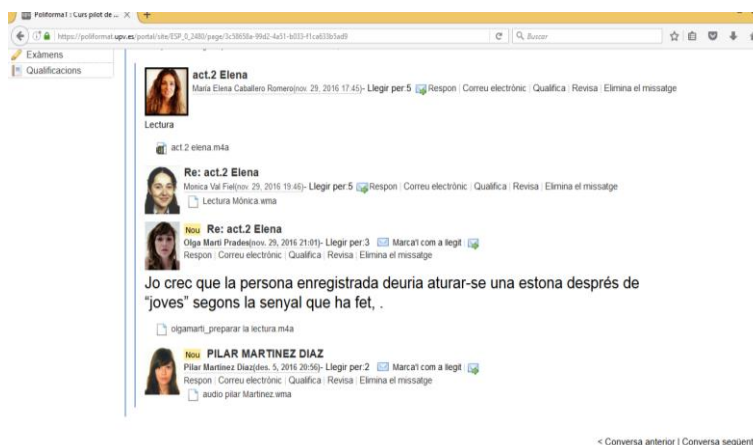 PoliformaT : Curs pilot de ...
https://poliformat.upv.es/portal/site/ESP_0_2480/page/3c58658e-99d2-4a51-b033-f1ca633b5ad9
Buscar
Exàmens
Qualificacions
act.2 Elena
María Elena Caballero Romero(nov. 29, 2016 17:45)- Llegir per:5 Respon | Correu electrònic | Qualifica | Revisa | Elimina el missatge
Lectura
act 2 elena.m4a
Re: act.2 Elena
Monica Val Fiel(nov. 29, 2016 19:46)- Llegir per:5 Respon | Correu electrònic | Qualifica | Revisa | Elimina el missatge
Lectura Mónica.wma
Nou Re: act.2 Elena
Olga Marti Prades(nov. 29, 2016 21:01)- Llegir per:3 Marca'l com a llegit
Respon | Correu electrònic | Qualifica | Revisa | Elimina el missatge
Jo crec que la persona enregistrada deuria aturar-se una estona després de
“joves” segons la senyal que ha fet, .
olgamarti_preparar la lectura.m4a
Nou PILAR MARTINEZ DIAZ
Pilar Martinez Diaz(des. 5, 2016 20:56)- Llegir per:2 Marca'l com a llegit
Respon | Correu electrònic | Qualifica | Revisa | Elimina el missatge
audio pilar Martinez.wma
< Conversa anterior | Conversa següent